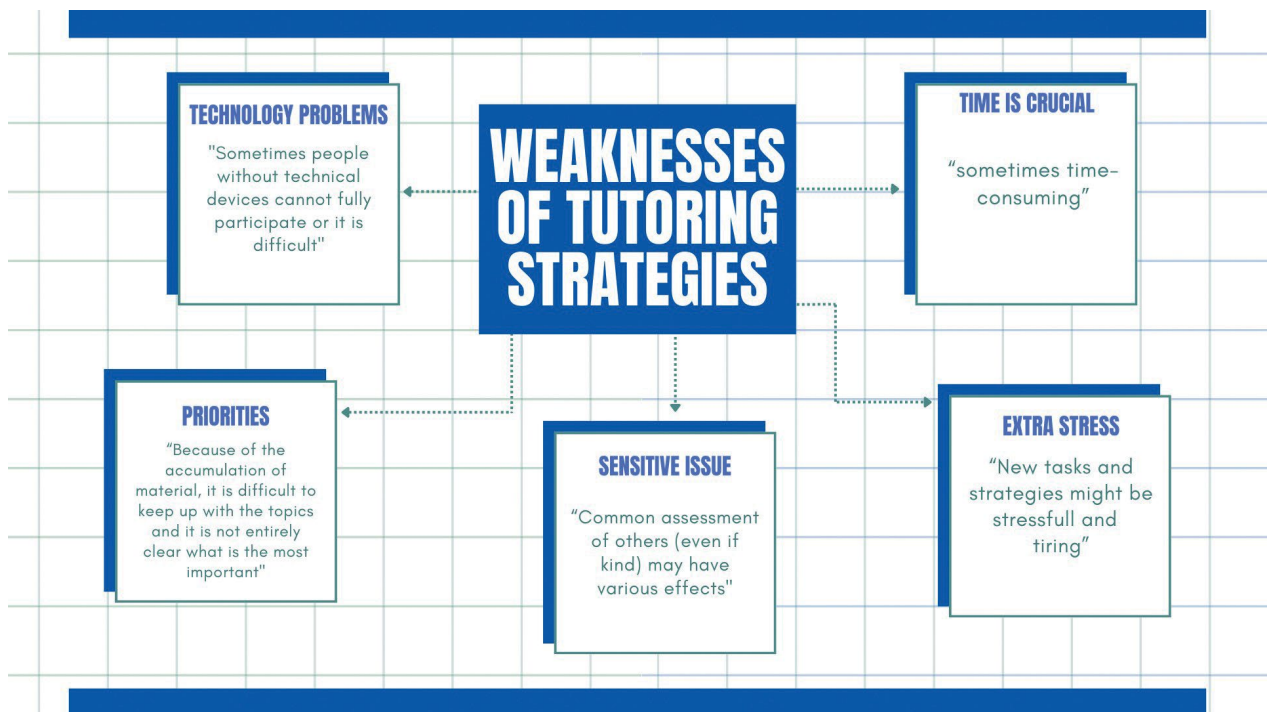 WEAKNESSES
OF TUTORING
STRATEGIES
TECHNOLOGY PROBLEMS
"Sometimes people
without technical
devices cannot fully
participate or it is
difficult"
TIME IS CRUCIAL
“sometimes time-
consuming”
PRIORITIES
“Because of the
accumulation of
material, it is difficult to
keep up with the topics
and it is not entirely
clear what is the most
important"
SENSITIVE ISSUE
“Common assessment
of others (even if
kind) may have
various effects"
EXTRA STRESS
“New tasks and
strategies might be
stressfull and
tiring”